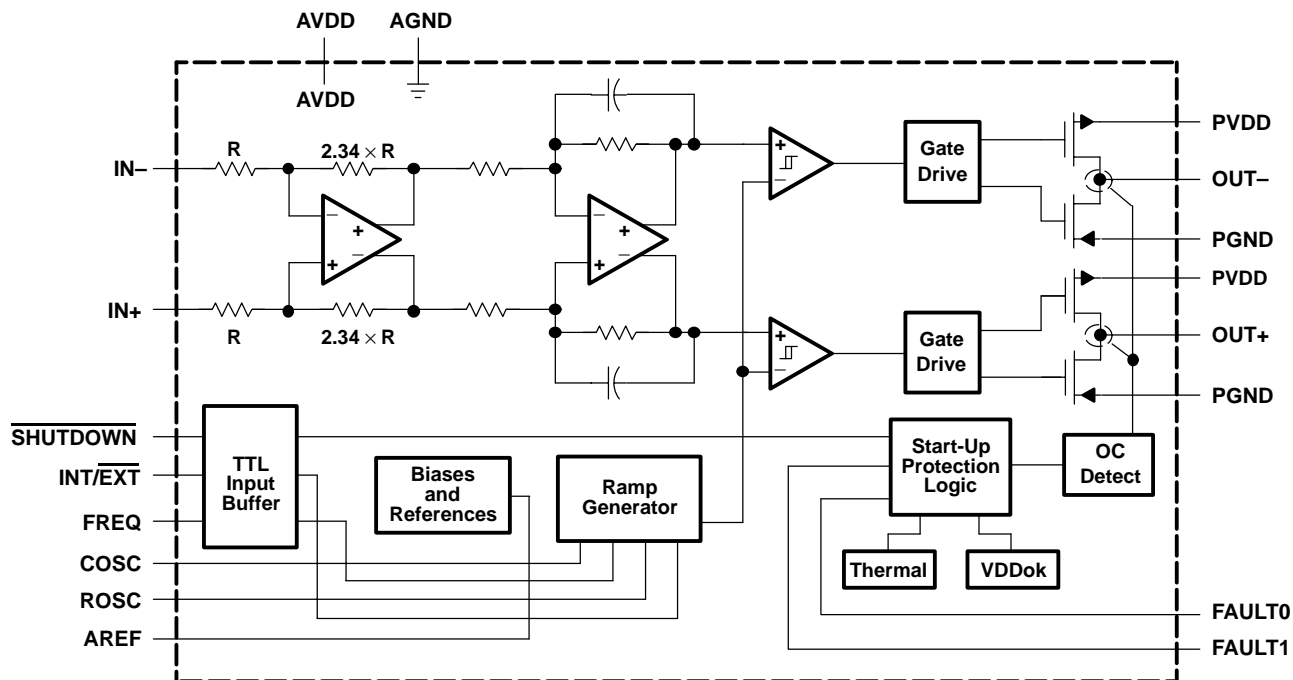 AVDD
AGND
AVDD
IN–
R
2.34 × R
IN+
R
2.34 × R
–
+
+
–
–
+
+
–
+
–
+
–
Gate
Drive
Gate
Drive
PVDD
OUT–
PGND
PVDD
OUT+
PGND
SHUTDOWN
INT/EXT
FREQ
COSC
ROSC
AREF
TTL
Input
Buffer
Biases
and
References
Ramp
Generator
Start-Up
Protection
Logic
OC
Detect
Thermal
VDDok
FAULT0
FAULT1